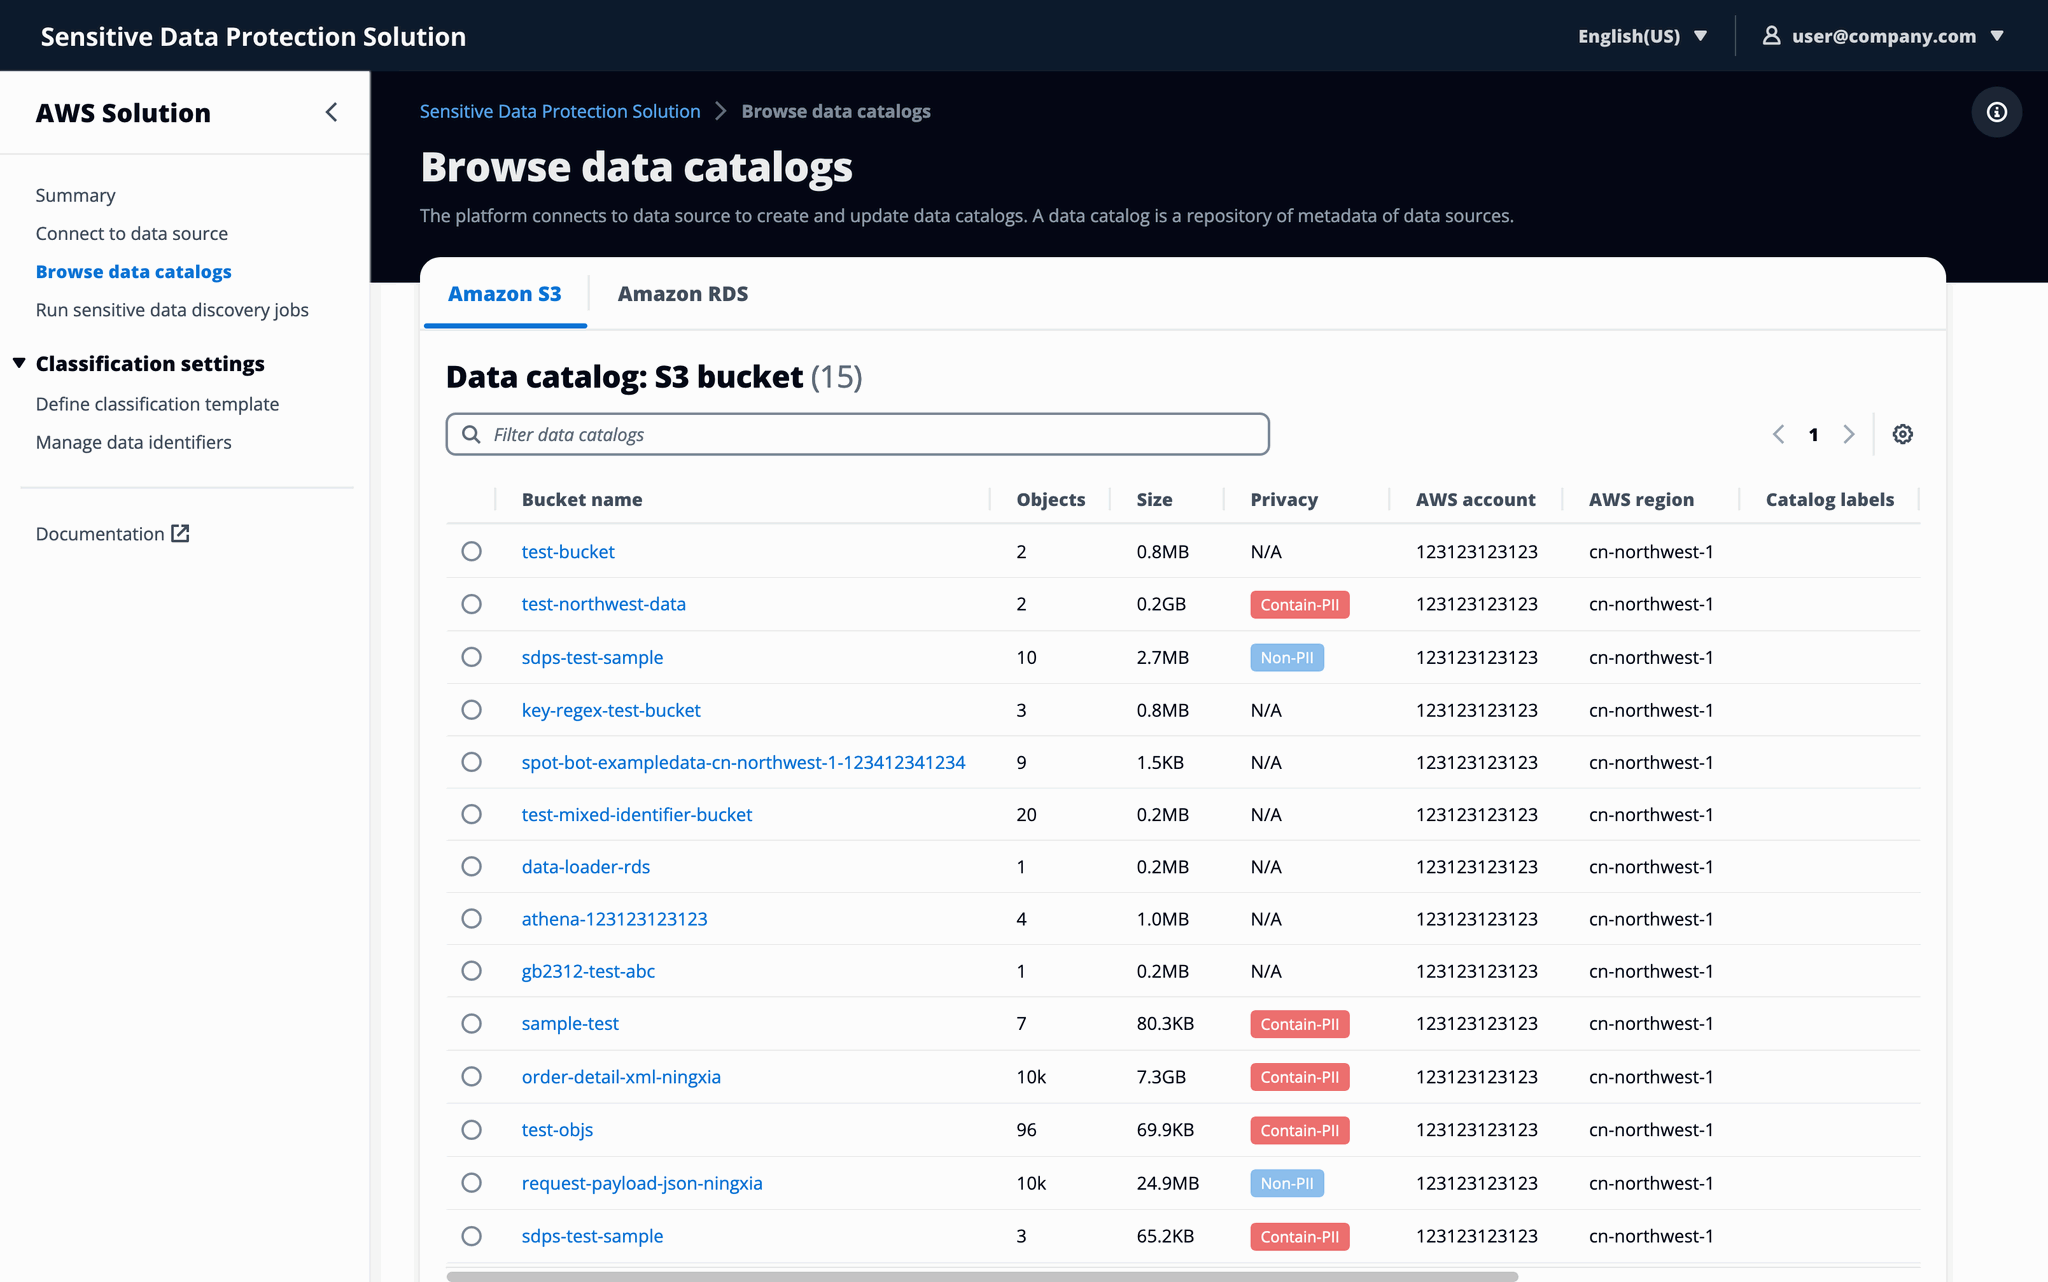 Sensitive Data Protection Solution
English(US)
user@company.com
AWS Solution
Summary
Connect to data source
Browse data catalogs
Run sensitive data discovery jobs
Classification settings
Define classification template
Manage data identifiers
Documentation
Sensitive Data Protection Solution > Browse data catalogs
Browse data catalogs
The platform connects to data source to create and update data catalogs. A data catalog is a repository of metadata of data sources.
Amazon S3 Amazon RDS
Data catalog: S3 bucket (15)
Filter data catalogs
1
Bucket name Objects Size Privacy AWS account AWS region Catalog labels
test-bucket 2 0.8MB N/A 123123123123 cn-northwest-1
test-northwest-data 2 0.2GB Contain-PII 123123123123 cn-northwest-1
sdps-test-sample 10 2.7MB Non-PII 123123123123 cn-northwest-1
key-regex-test-bucket 3 0.8MB N/A 123123123123 cn-northwest-1
spot-bot-exampledata-cn-northwest-1-123412341234 9 1.5KB N/A 123123123123 cn-northwest-1
test-mixed-identifier-bucket 20 0.2MB N/A 123123123123 cn-northwest-1
data-loader-rds 1 0.2MB N/A 123123123123 cn-northwest-1
athena-123123123123 4 1.0MB N/A 123123123123 cn-northwest-1
gb2312-test-abc 1 0.2MB N/A 123123123123 cn-northwest-1
sample-test 7 80.3KB Contain-PII 123123123123 cn-northwest-1
order-detail-xml-ningxia 10k 7.3GB Contain-PII 123123123123 cn-northwest-1
test-objs 96 69.9KB Contain-PII 123123123123 cn-northwest-1
request-payload-json-ningxia 10k 24.9MB Non-PII 123123123123 cn-northwest-1
sdps-test-sample 3 65.2KB Contain-PII 123123123123 cn-northwest-1